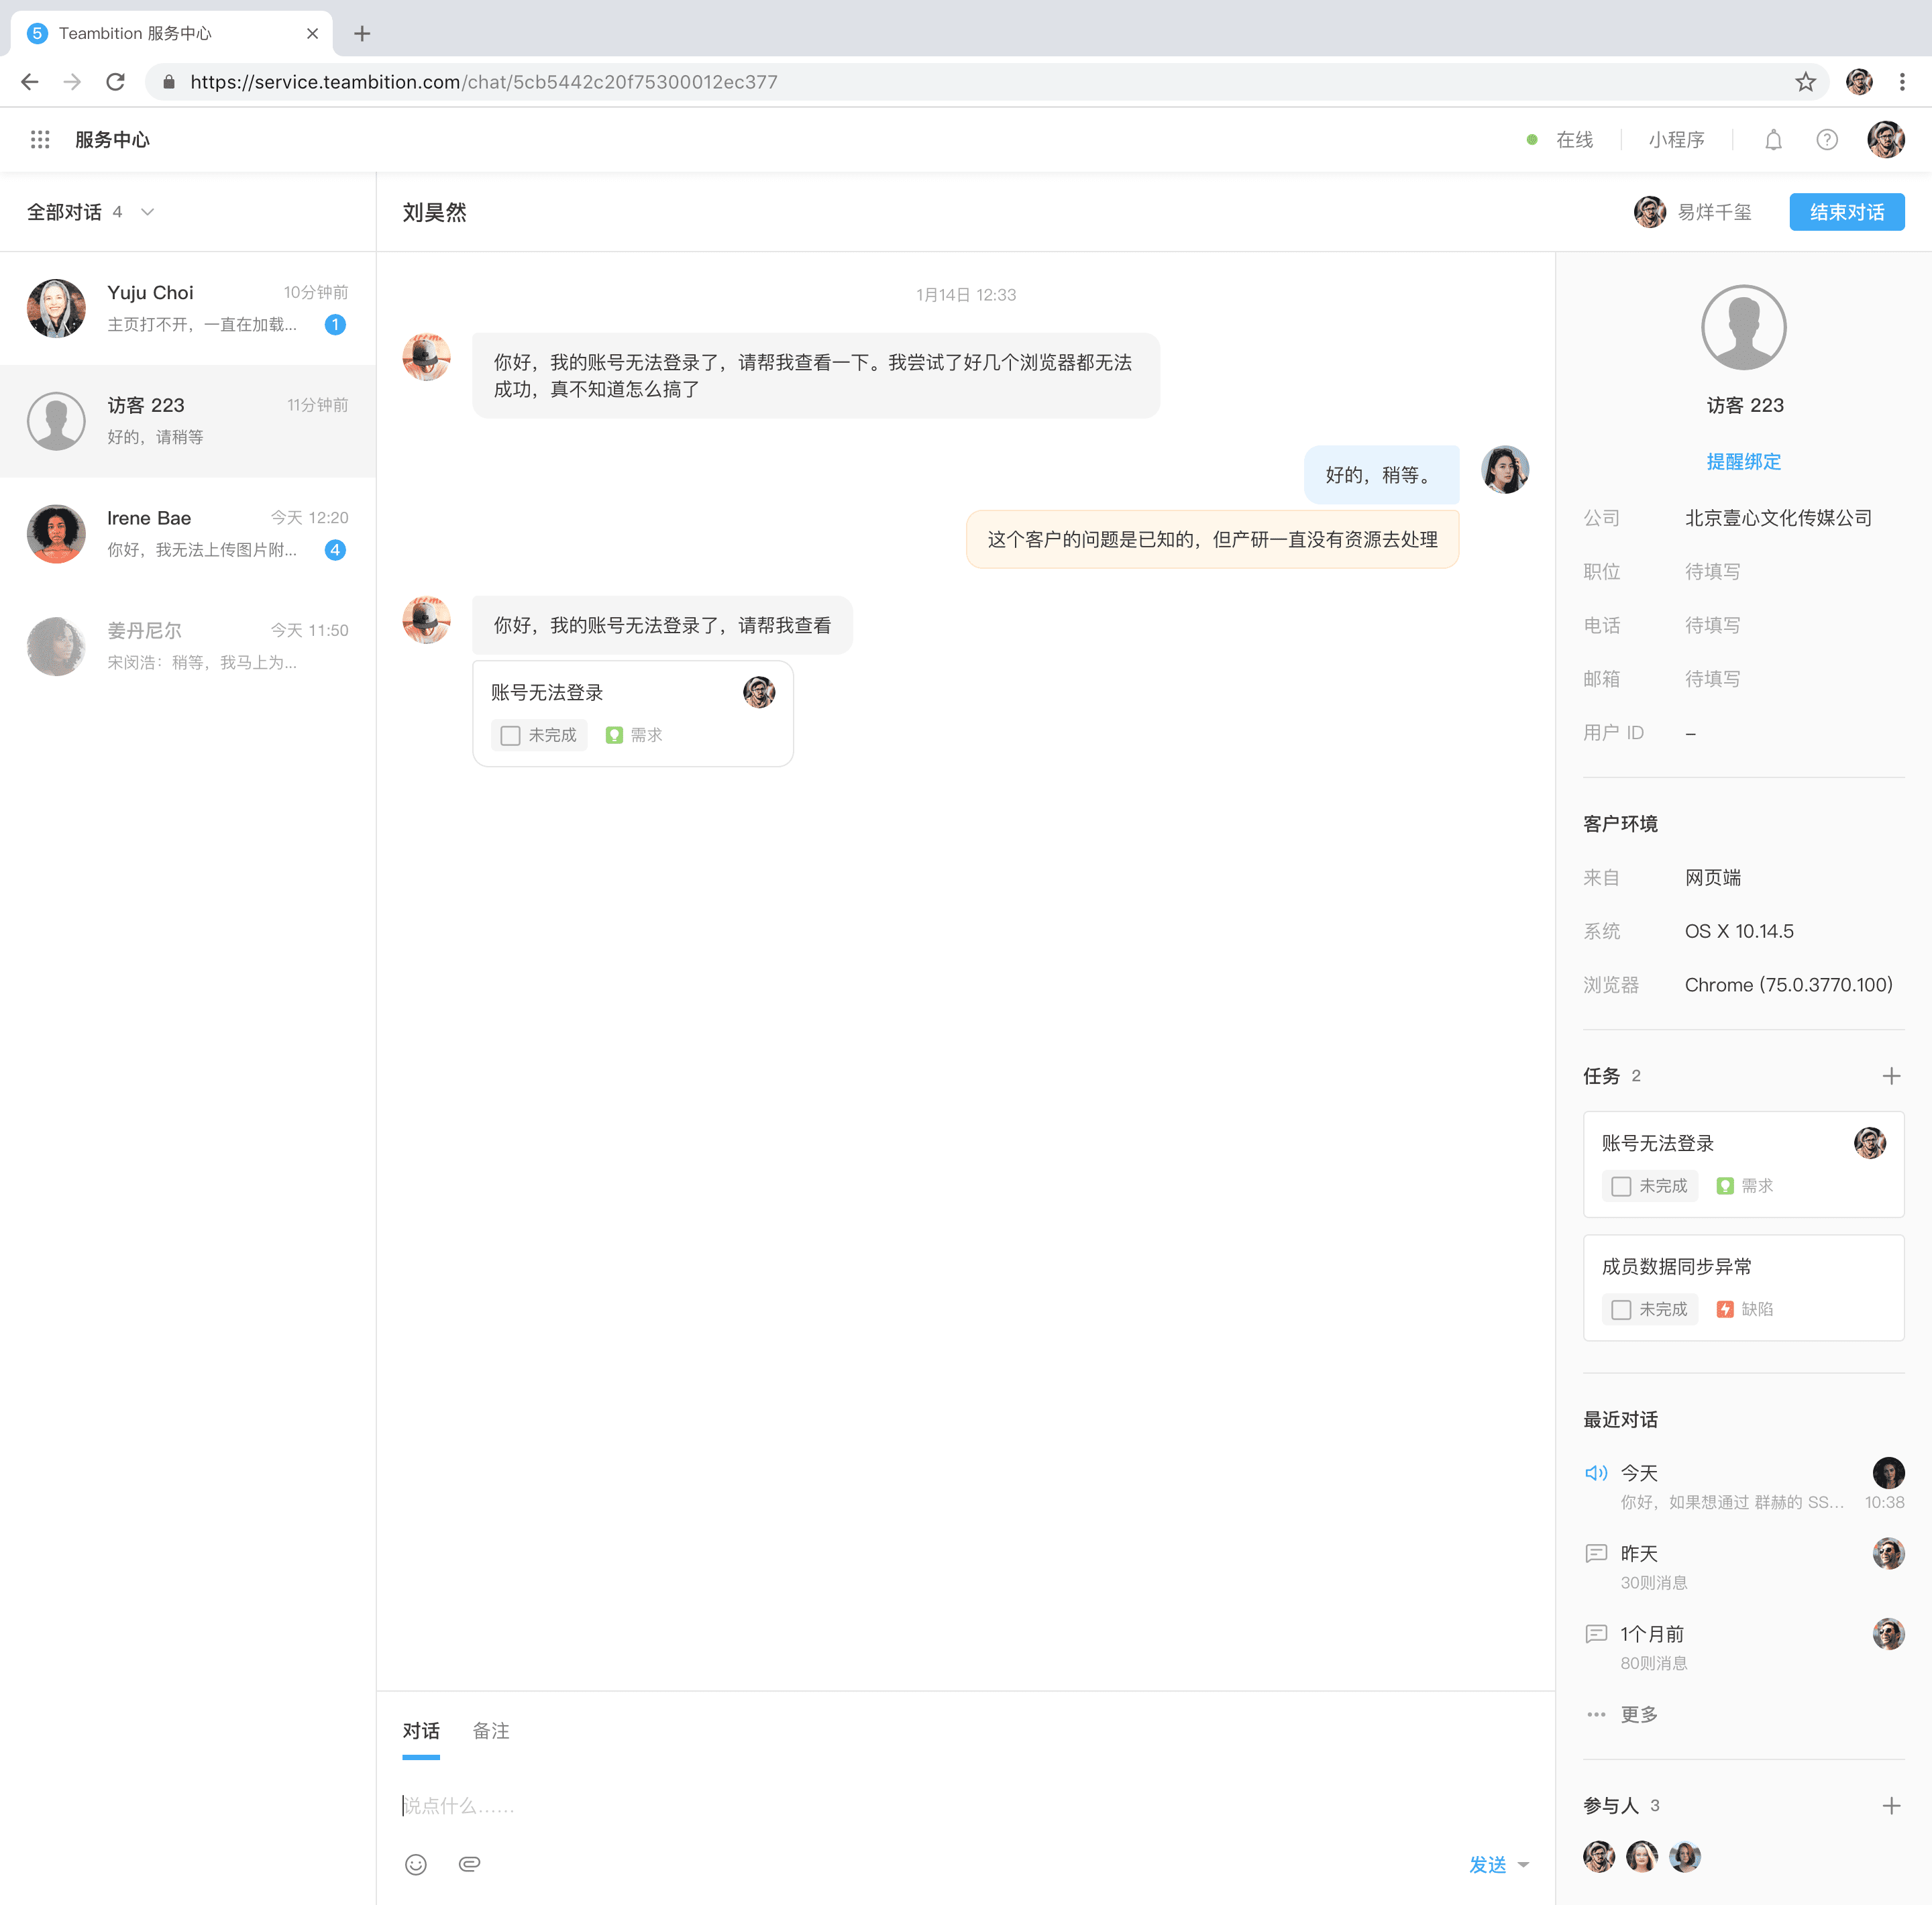 5 Teambition 服务中心
https://service.teambition.com/chat/5cb5442c20f75300012ec377
服务中心
在线
小程序
全部对话 4
刘昊然
易烊千玺
结束对话
Yuju Choi 10分钟前
主页打不开，一直在加载... 1
访客 223 11分钟前
好的，请稍等
Irene Bae 今天 12:20
你好，我无法上传图片附... 4
姜丹尼尔 今天 11:50
宋闵浩：稍等，我马上为...
1月14日 12:33
你好，我的账号无法登录了，请帮我查看一下。我尝试了好几个浏览器都无法
成功，真不知道怎么搞了
好的，稍等。
这个客户的问题是已知的，但产研一直没有资源去处理
你好，我的账号无法登录了，请帮我查看
账号无法登录
未完成 需求
对话 备注
说点什么……
发送
访客 223
提醒绑定
公司 北京壹心文化传媒公司
职位 待填写
电话 待填写
邮箱 待填写
用户 ID –
客户环境
来自 网页端
系统 OS X 10.14.5
浏览器 Chrome (75.0.3770.100)
任务 2
账号无法登录
未完成 需求
成员数据同步异常
未完成 缺陷
最近对话
今天
你好，如果想通过 群赫的 SS... 10:38
昨天
30则消息
1个月前
80则消息
更多
参与人 3